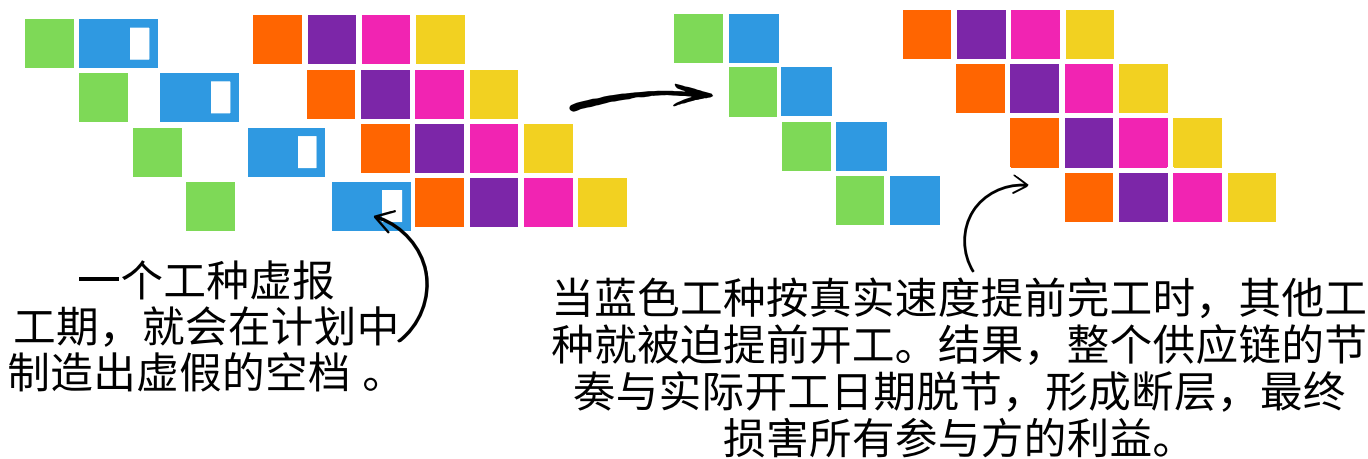 一个工种虚报
工期，就会在计划中
制造出虚假的空档 。
当蓝色工种按真实速度提前完工时，其他工
种就被迫提前开工。结果，整个供应链的节
奏与实际开工日期脱节，形成断层，最终
损害所有参与方的利益。